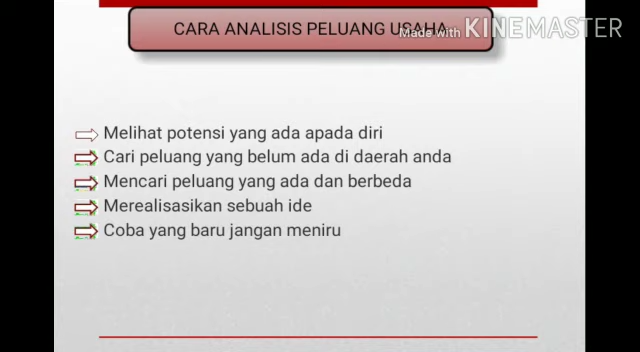 CARA ANALISIS PELUANG USAHA
Made with KINEMASTER
Melihat potensi yang ada apada diri
Cari peluang yang belum ada di daerah anda
Mencari peluang yang ada dan berbeda
Merealisasikan sebuah ide
Coba yang baru jangan meniru